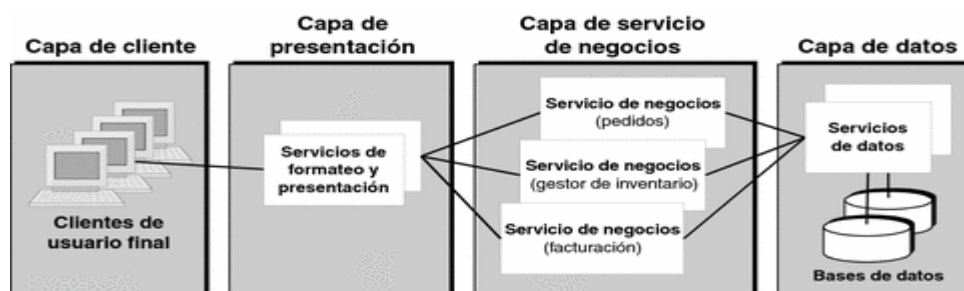 Capa de cliente
Clientes de
usuario final
Capa de
presentación
Servicios de
formateo y
presentación
Capa de servicio
de negocios
Servicio de negocios
(pedidos)
Servicio de negocios
(gestor de inventario)
Servicio de negocios
(facturación)
Capa de datos
Servicios
de datos
Bases de datos